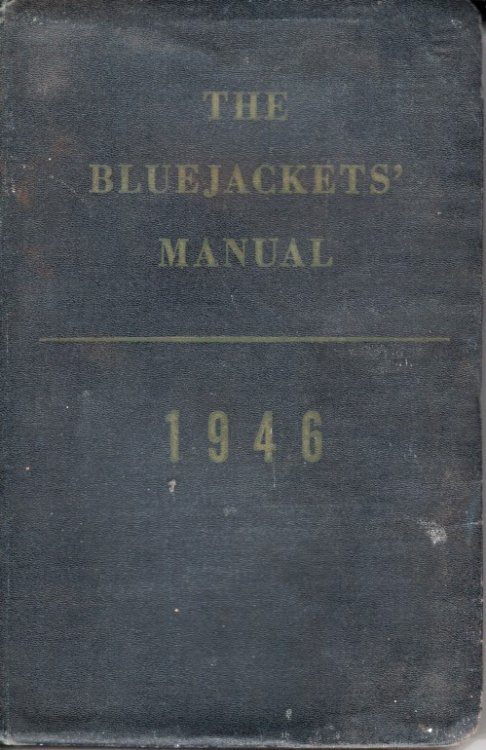 THE
BLUEJACKETS'
MANUAL
1946